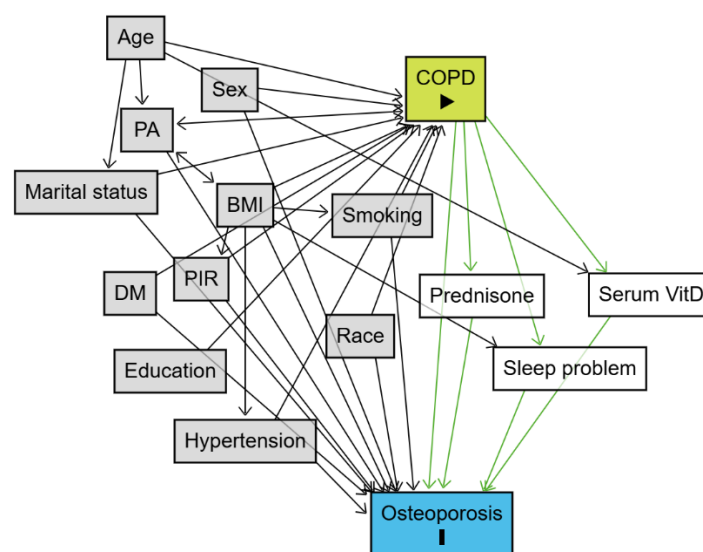 Age
COPD
Sex
PA
Marital status
BMI
Smoking
DM
PIR
Prednisone
Serum VitD
Race
Education
Sleep problem
Hypertension
Osteoporosis
I